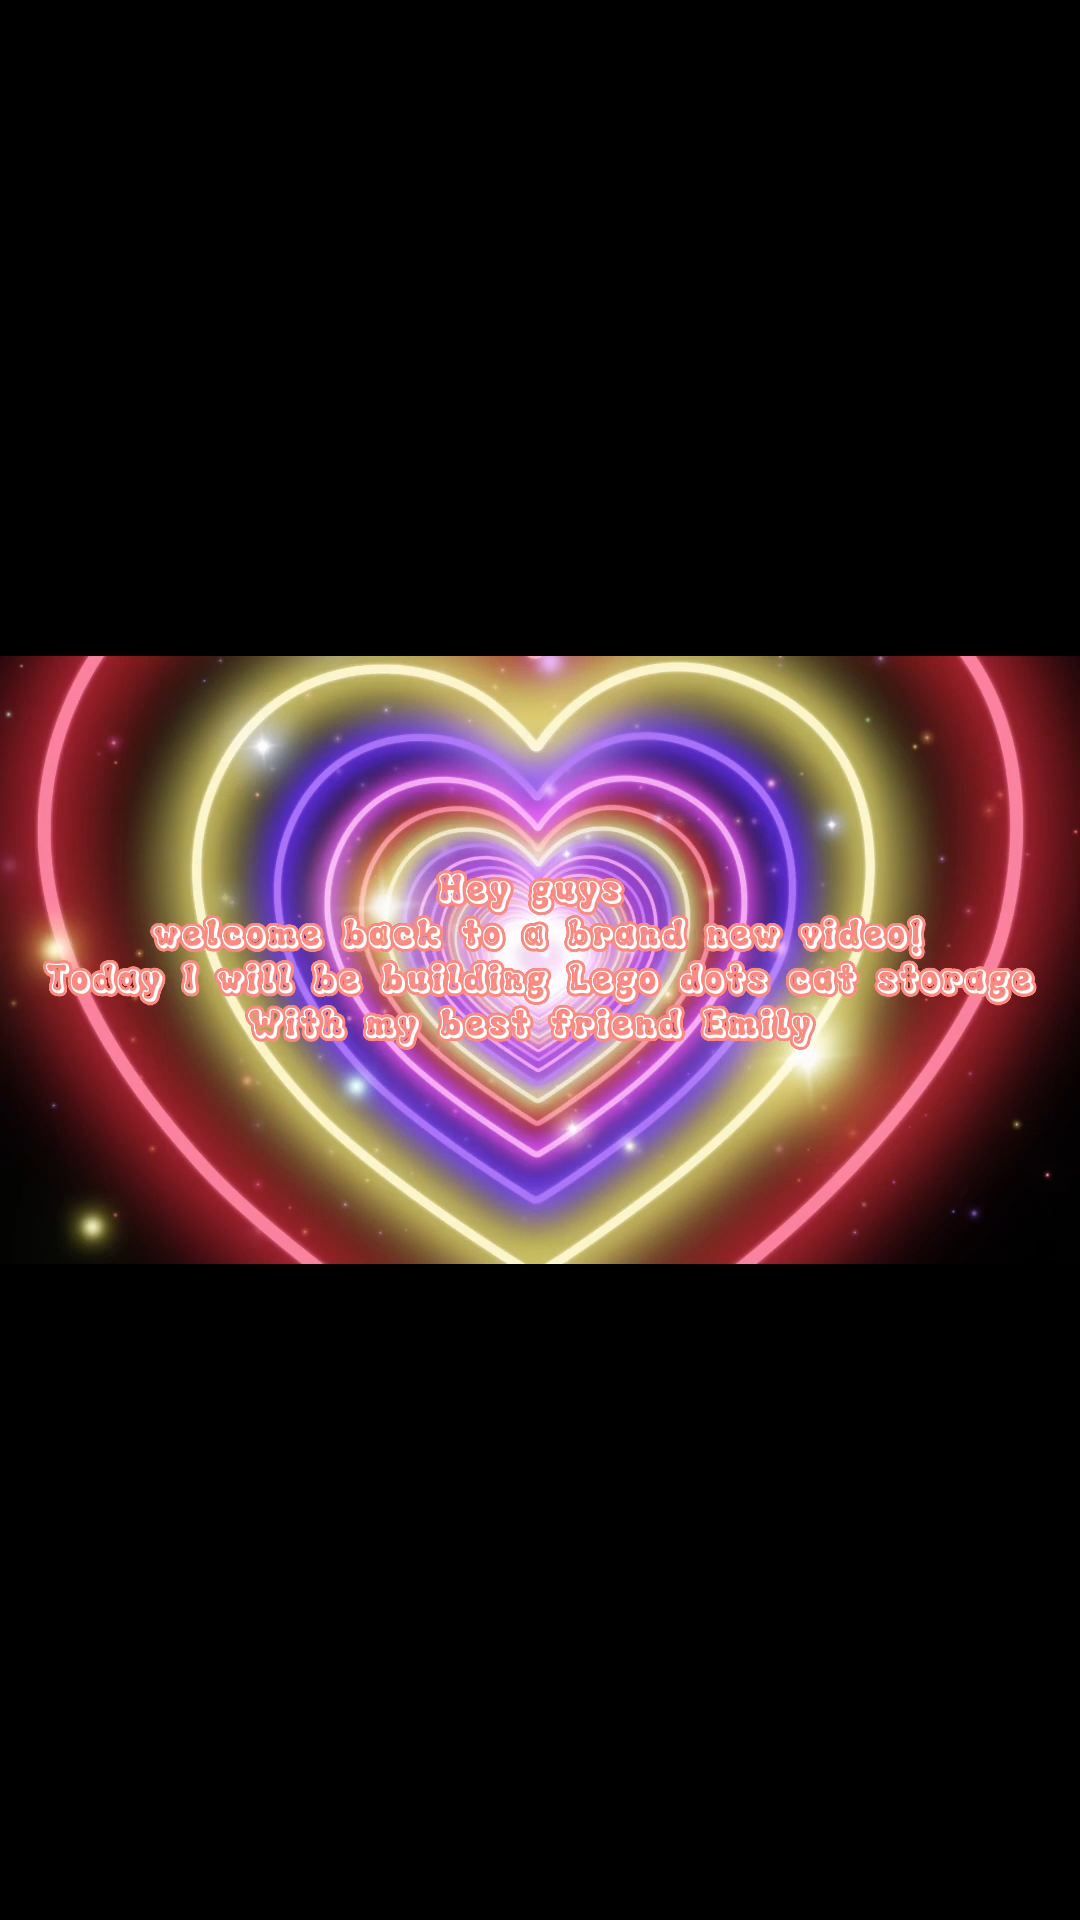 Hey guys
welcome back to a brand new video!
Today I will be building Lego dots cat storage
With my best friend Emily